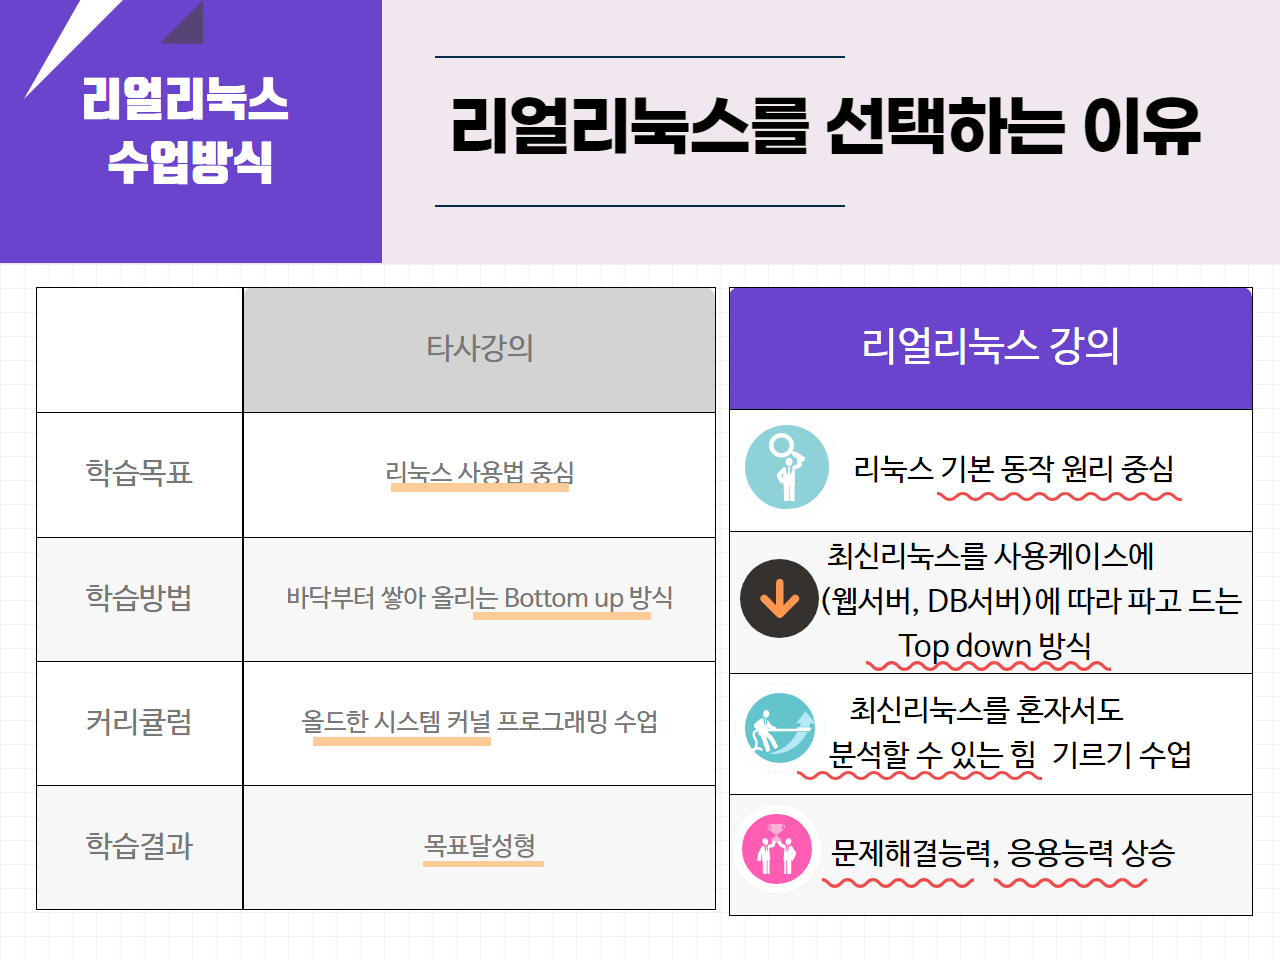 리얼리눅스
수업방식
리얼리눅스를 선택하는 이유
타사강의
리얼리눅스 강의
학습목표
리눅스 사용법 중심
리눅스 기본 동작 원리 중심
학습방법
바닥부터 쌓아 올리는 Bottom up 방식
최신리눅스를 사용케이스에
(웹서버, DB서버)에 따라 파고 드는
Top down 방식
커리큘럼
올드한 시스템 커널 프로그래밍 수업
최신리눅스를 혼자서도
분석할 수 있는 힘 기르기 수업
학습결과
목표달성형
문제해결능력, 응용능력 상승